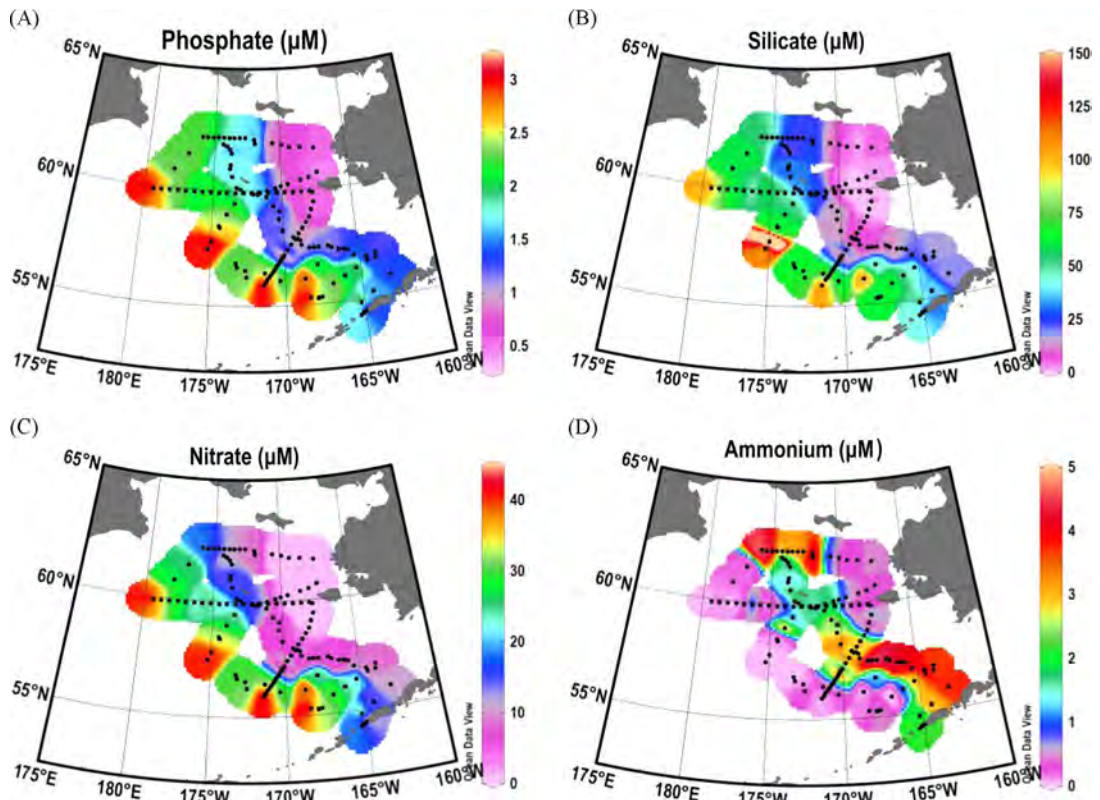 (A)
Phosphate (µM)
65°N
60°N
55°N
175°E
180°E
175°W
170°W
165°W
160°W
3
2.5
2
1.5
1
0.5
Ocean Data View
(B)
Silicate (µM)
65°N
60°N
55°N
175°E
180°E
175°W
170°W
165°W
160°W
150
125
100
75
50
25
0
Ocean Data View
(C)
Nitrate (µM)
65°N
60°N
55°N
175°E
180°E
175°W
170°W
165°W
160°W
40
30
20
10
0
Ocean Data View
(D)
Ammonium (µM)
65°N
60°N
55°N
175°E
180°E
175°W
170°W
165°W
160°W
5
4
3
2
1
0
Ocean Data View